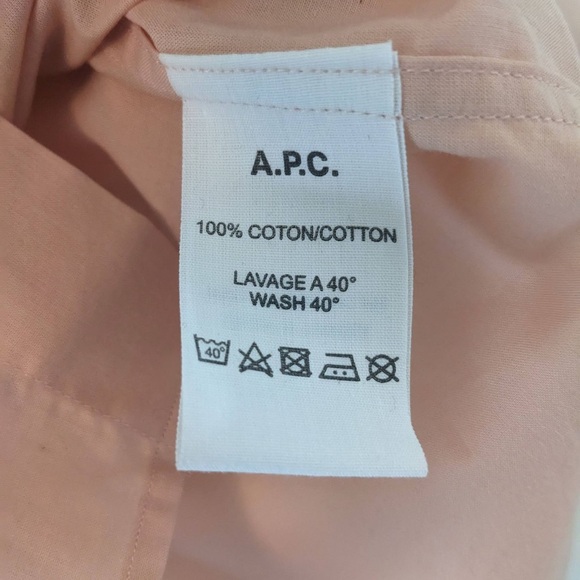 A.P.C.
100% COTON/COTTON
LAVAGE A 40°
WASH 40°
40°